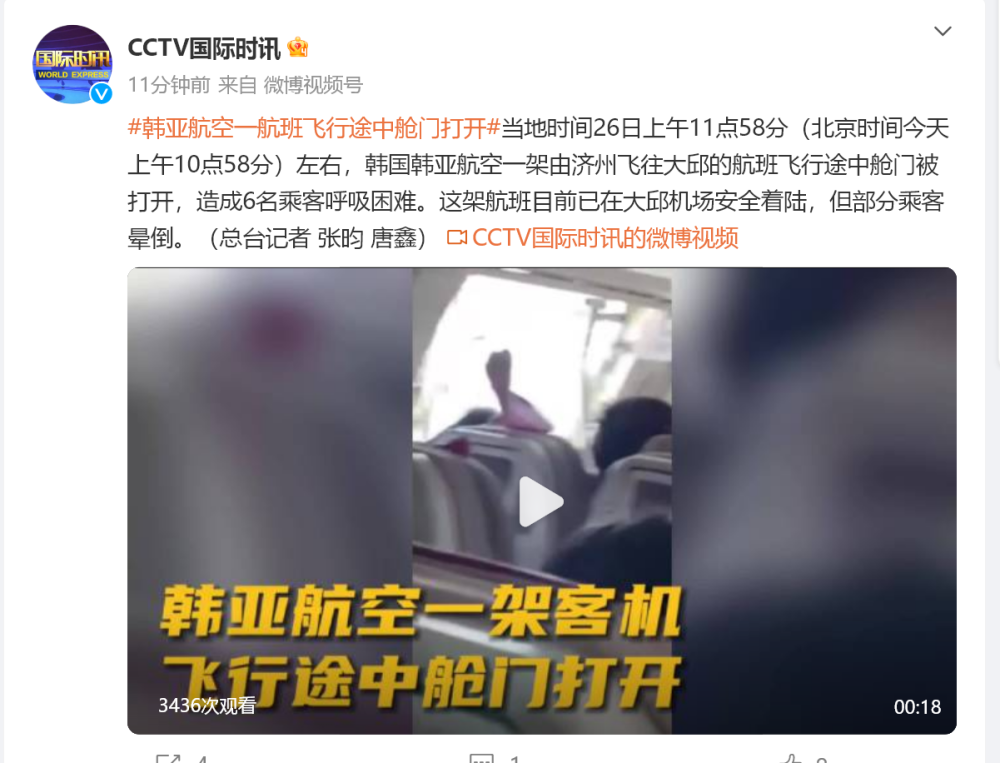 国际时讯
WORLD EXPRESS
CCTV国际时讯
11分钟前 来自 微博视频号
#韩亚航空一航班飞行途中舱门打开#当地时间26日上午11点58分（北京时间今天
上午10点58分）左右，韩国韩亚航空一架由济州飞往大邱的航班飞行途中舱门被
打开，造成6名乘客呼吸困难。这架航班目前已在大邱机场安全着陆，但部分乘客
晕倒。（总台记者 张昀 唐鑫） CCTV国际时讯的微博视频
韩亚航空一架客机
飞行途中舱门打开
3436次观看
00:18